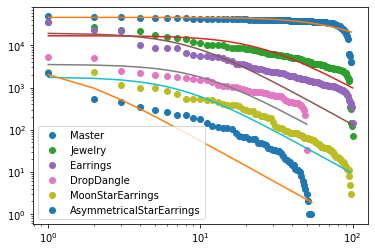 10⁴
10³
10²
10¹
10⁰
Master
Jewelry
Earrings
DropDangle
MoonStarEarrings
AsymmetricalStarEarrings
10⁰
10¹
10²